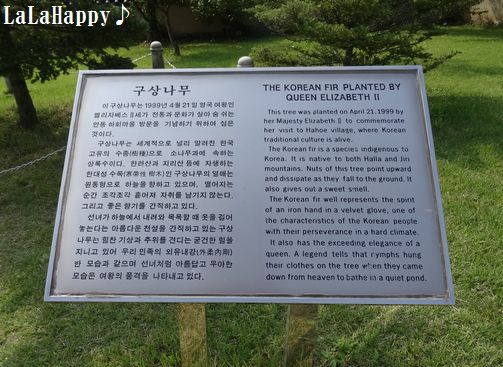 LaLaHappy♪
구상나무
이 구상나무는 1999년 4월 21일 영국 여왕인
엘리자베스 Ⅱ세가 전통과 문화가 살아 숨 쉬는
안동 하회마을 방문을 기념하기 위하여 심은
것이다.
구상나무는 세계적으로 널리 알려진 한국
고유의 수종(樹種)으로 소나무과에 속하는
상록수이다. 한라산과 지리산 등에 자생하는
한대성 수목(寒帶性 樹木)인 구상나무의 열매는
원통형으로 하늘을 향하고 있으며, 떨어지는
순간 조각조각 흩어져 자취를 남기지 않는다.
그리고 좋은 향기를 간직하고 있다.
선녀가 하늘에서 내려와 목욕할 때 옷을 걸어
놓는다는 아름다운 전설을 간직하고 있는 구상
나무는 힘찬 기상과 추위를 견디는 굳건한 힘을
지니고 있어 우리 민족의 외유내강(外柔內剛)
반 모습과 같으며 선녀처럼 아름답고 우아한
모습은 여왕의 품격을 나타내고 있다.
THE KOREAN FIR PLANTED BY
QUEEN ELIZABETH II
This tree was planted on April 21, 1999 by
her Majesty Elizabeth Ⅱ to commemorate
her visit to Hahoe village, where Korean
traditional culture is alive.
The Korean fir is a species indigenous to
Korea. It is native to both Halla and Jiri
mountains. Nuts of this tree point upward
and dissipate as they fall to the ground. It
also gives out a sweet smell.
The Korean fir well represents the spirit
of an iron hand in a velvet glove, one of
the characteristics of the Korean people
with their perseverance in a hard climate.
It also has the exceeding elegance of a
queen. A legend tells that nymphs hung
their clothes on the tree when they came
down from heaven to bathe in a quiet pond.